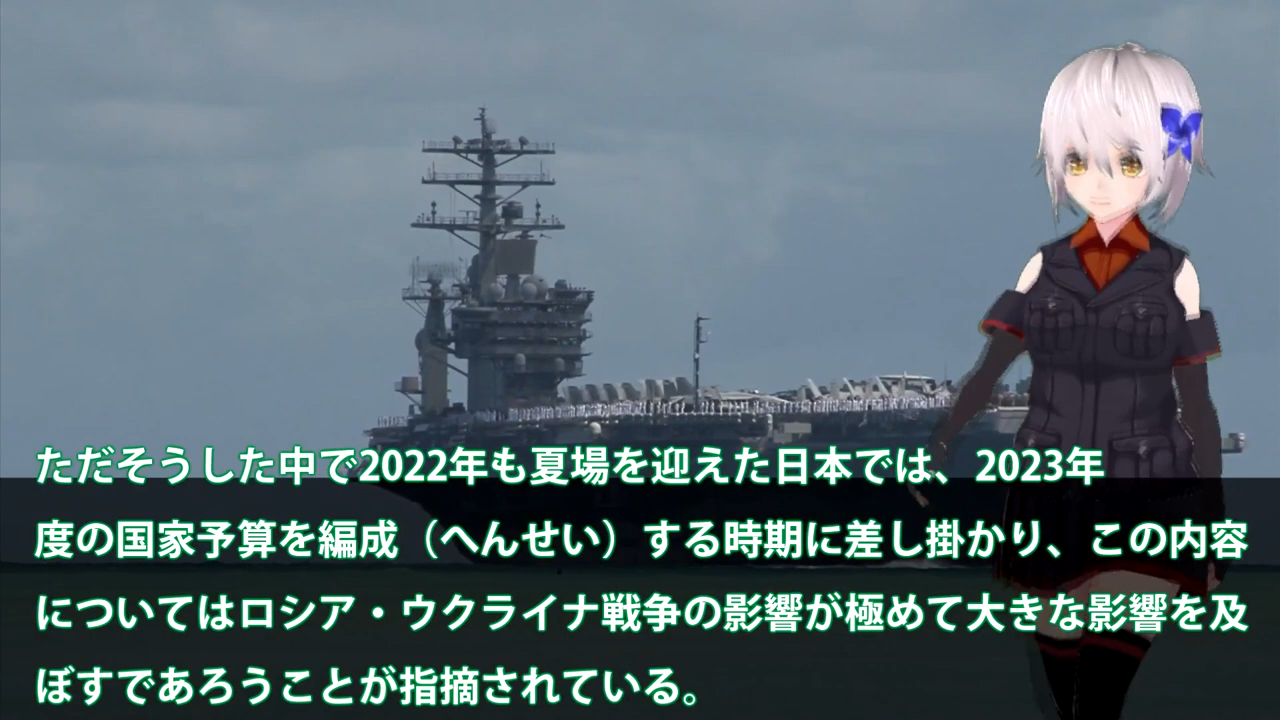 ただそうした中で2022年も夏場を迎えた日本では、2023年
度の国家予算を編成（へんせい）する時期に差し掛かり、この内容
についてはロシア・ウクライナ戦争の影響が極めて大きな影響を及
ぼすであろうことが指摘されている。